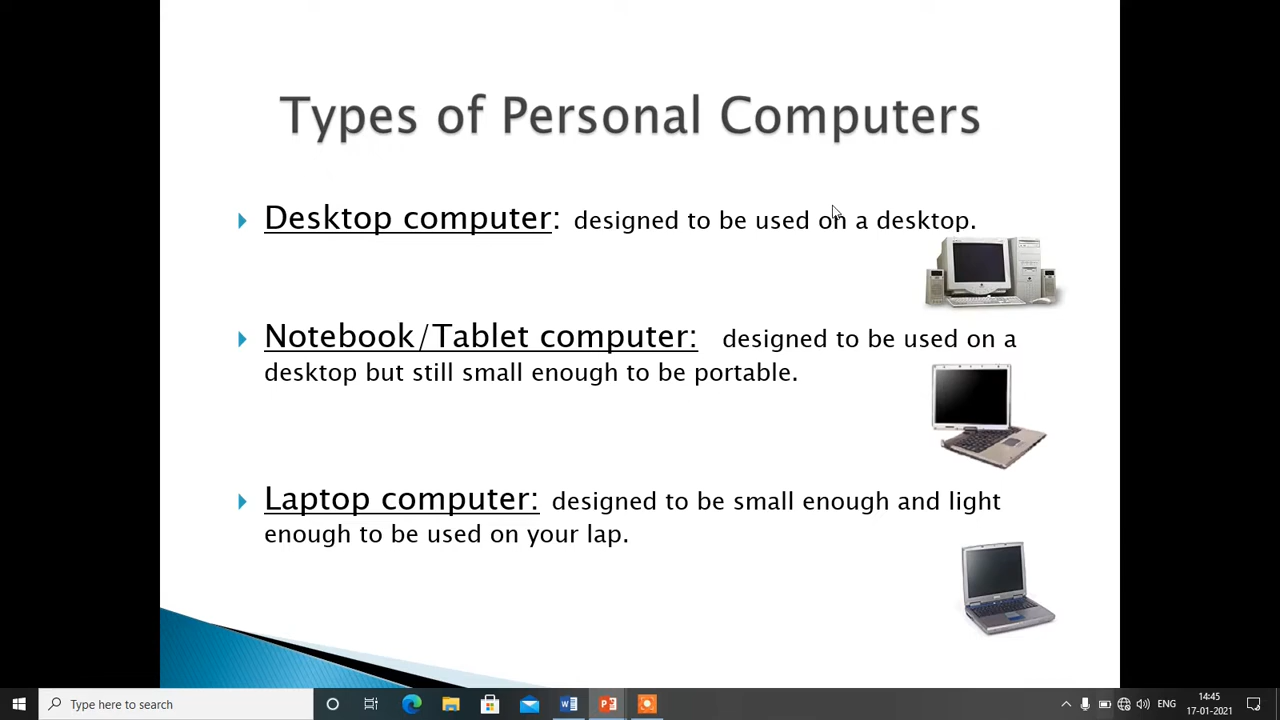 Types of Personal Computers
Desktop computer: designed to be used on a desktop.
Notebook/Tablet computer: designed to be used on a
desktop but still small enough to be portable.
Laptop computer: designed to be small enough and light
enough to be used on your lap.
Type here to search
ENG
14:45
17-01-2021